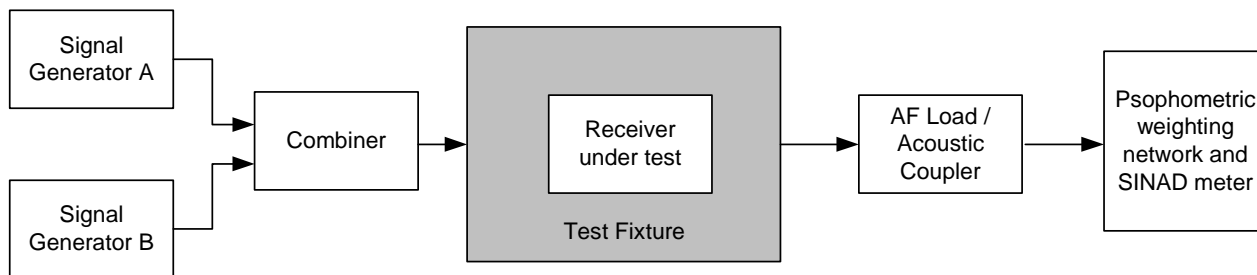 Signal
Generator A
Signal
Generator B
Combiner
Receiver
under test
Test Fixture
AF Load /
Acoustic
Coupler
Psophometric
weighting
network and
SINAD meter